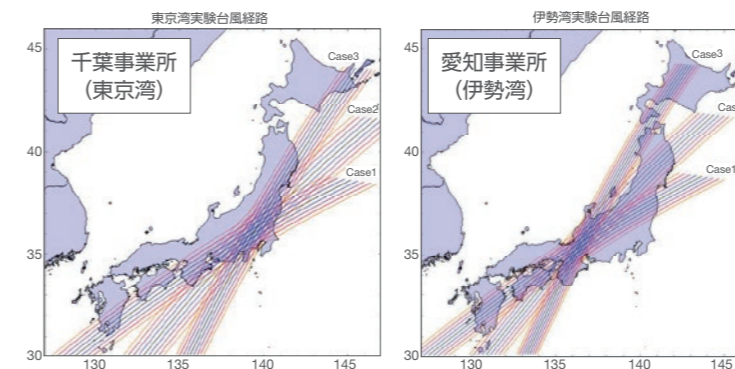 東京湾実験台風経路
千葉事業所
（東京湾）
45
40
35
30
130
135
140
145
Case3
Case2
Case1
伊勢湾実験台風経路
愛知事業所
（伊勢湾）
45
40
35
30
130
135
140
145
Case3
Cas
Case1